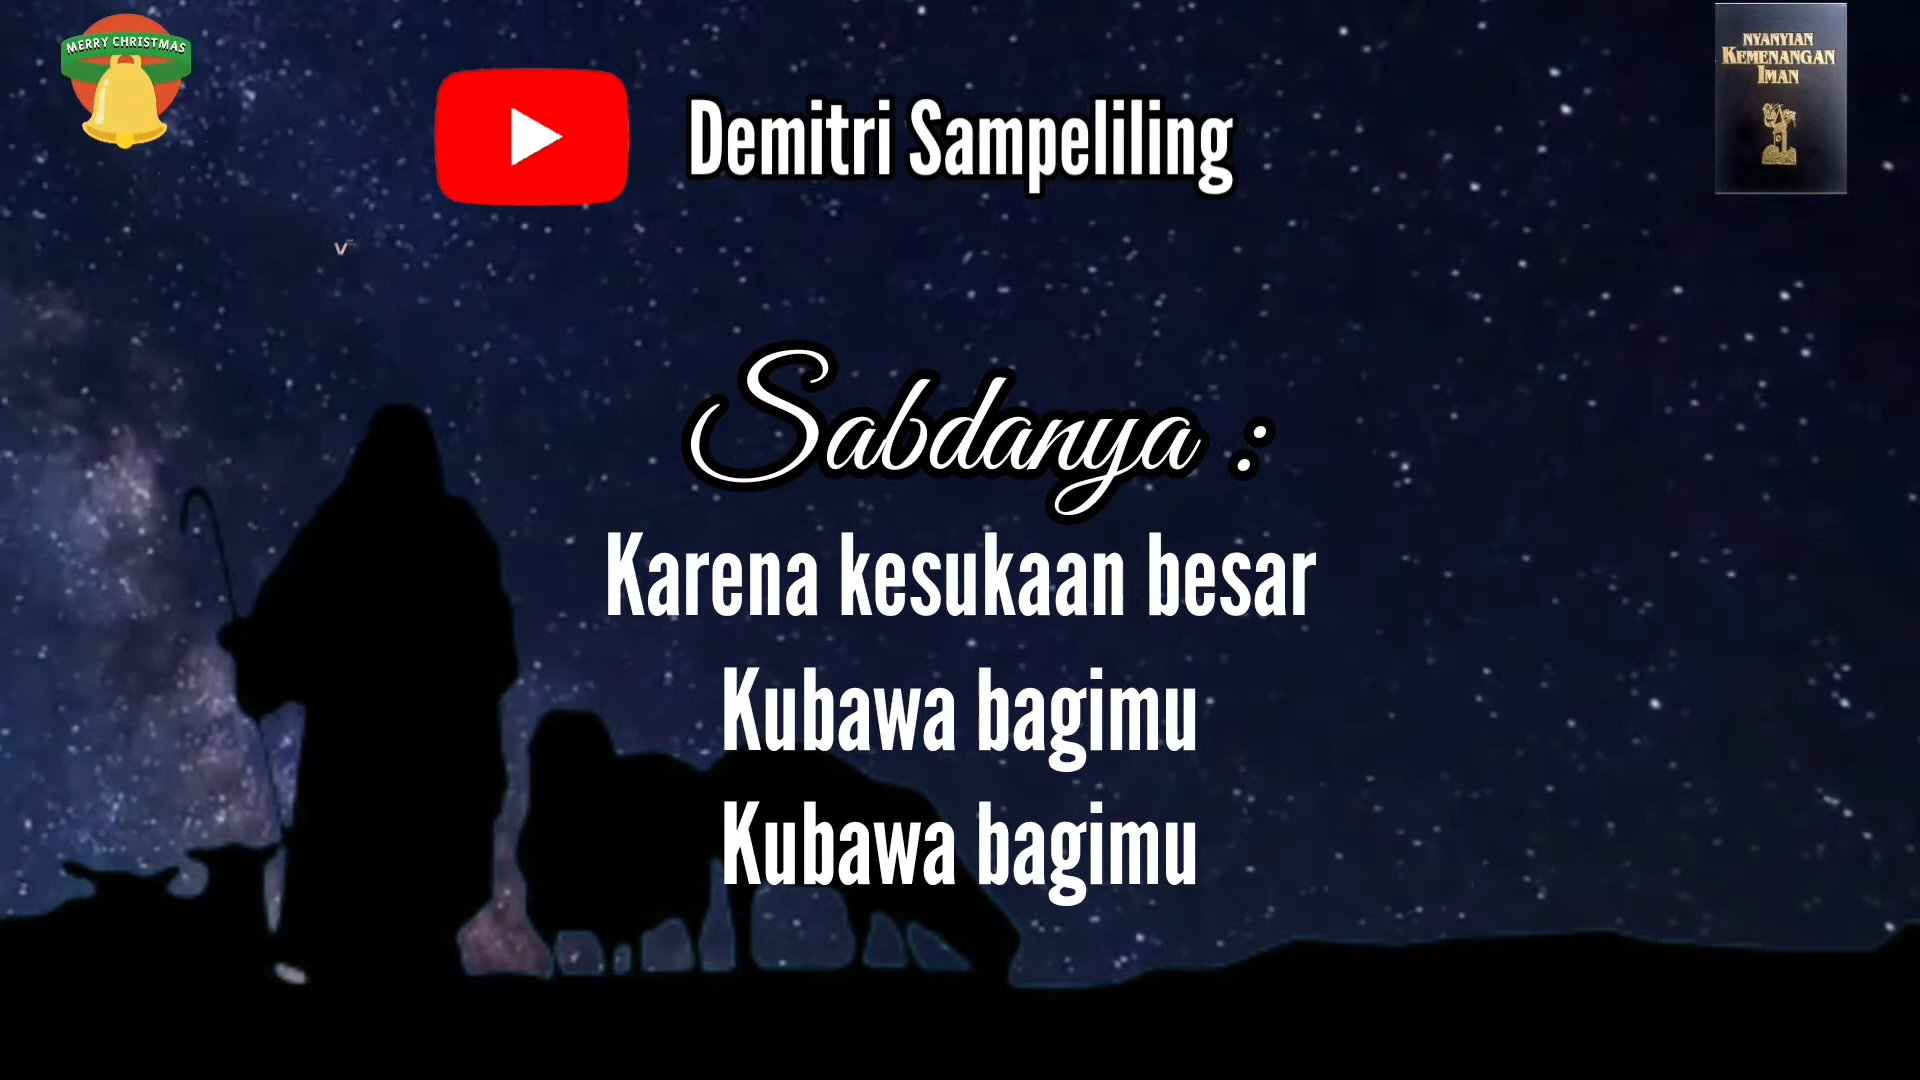 MERRY CHRISTMAS
Demitri Sampeliling
NYANYIAN
KEMENANGAN
IMAN
V
Sabdanya :
Karena kesukaan besar
Kubawa bagimu
Kubawa bagimu